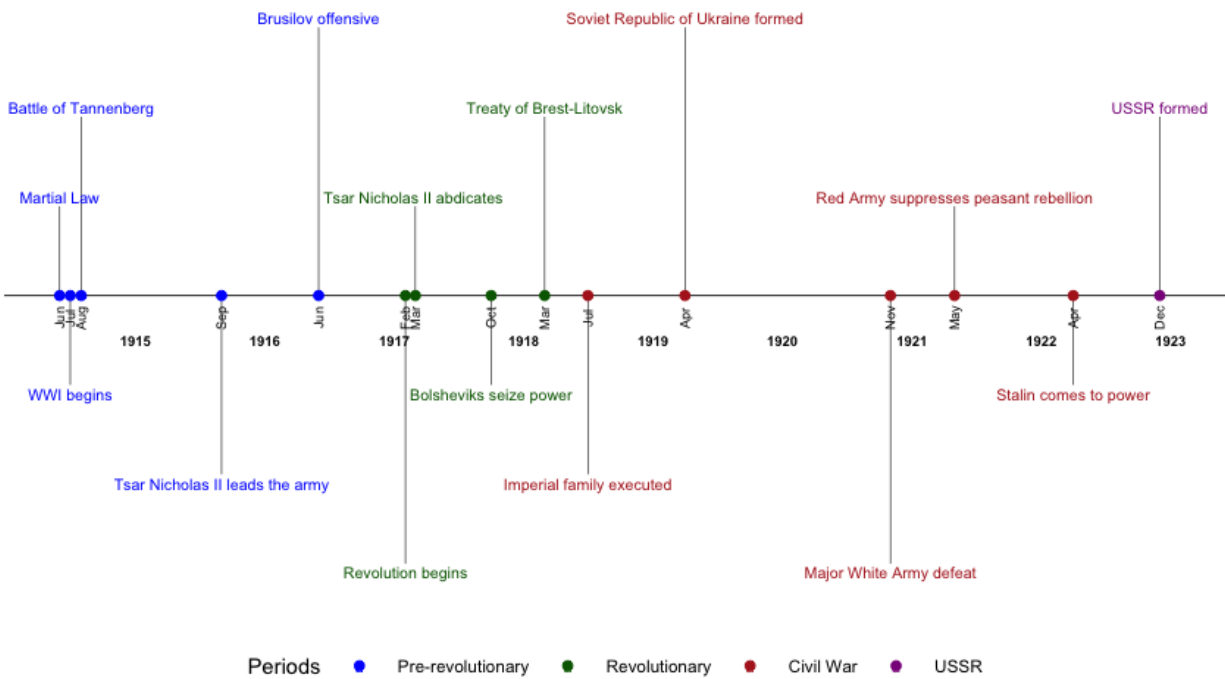 Brusilov offensive
Soviet Republic of Ukraine formed
Battle of Tannenberg
Treaty of Brest-Litovsk
USSR formed
Martial Law
Tsar Nicholas II abdicates
Red Army suppresses peasant rebellion
Jun
Jul
Aug
Sep
Jun
Feb
Mar
Oct
Mar
Jul
Apr
Nov
May
Apr
Dec
1915
1916
1917
1918
1919
1920
1921
1922
1923
WWI begins
Bolsheviks seize power
Stalin comes to power
Tsar Nicholas II leads the army
Imperial family executed
Revolution begins
Major White Army defeat
Periods
Pre-revolutionary
Revolutionary
Civil War
USSR